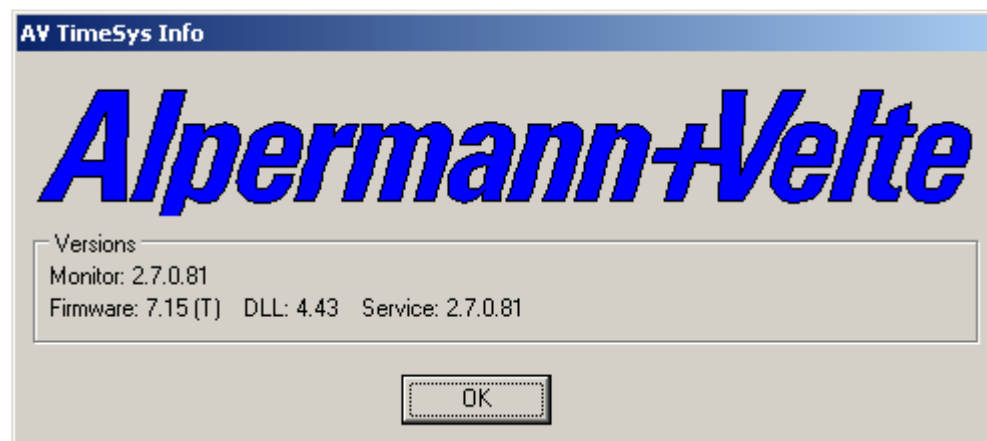 AV TimeSys Info
Alpermann+Velte
Versions
Monitor: 2.7.0.81
Firmware: 7.15 (T) DLL: 4.43 Service: 2.7.0.81
OK